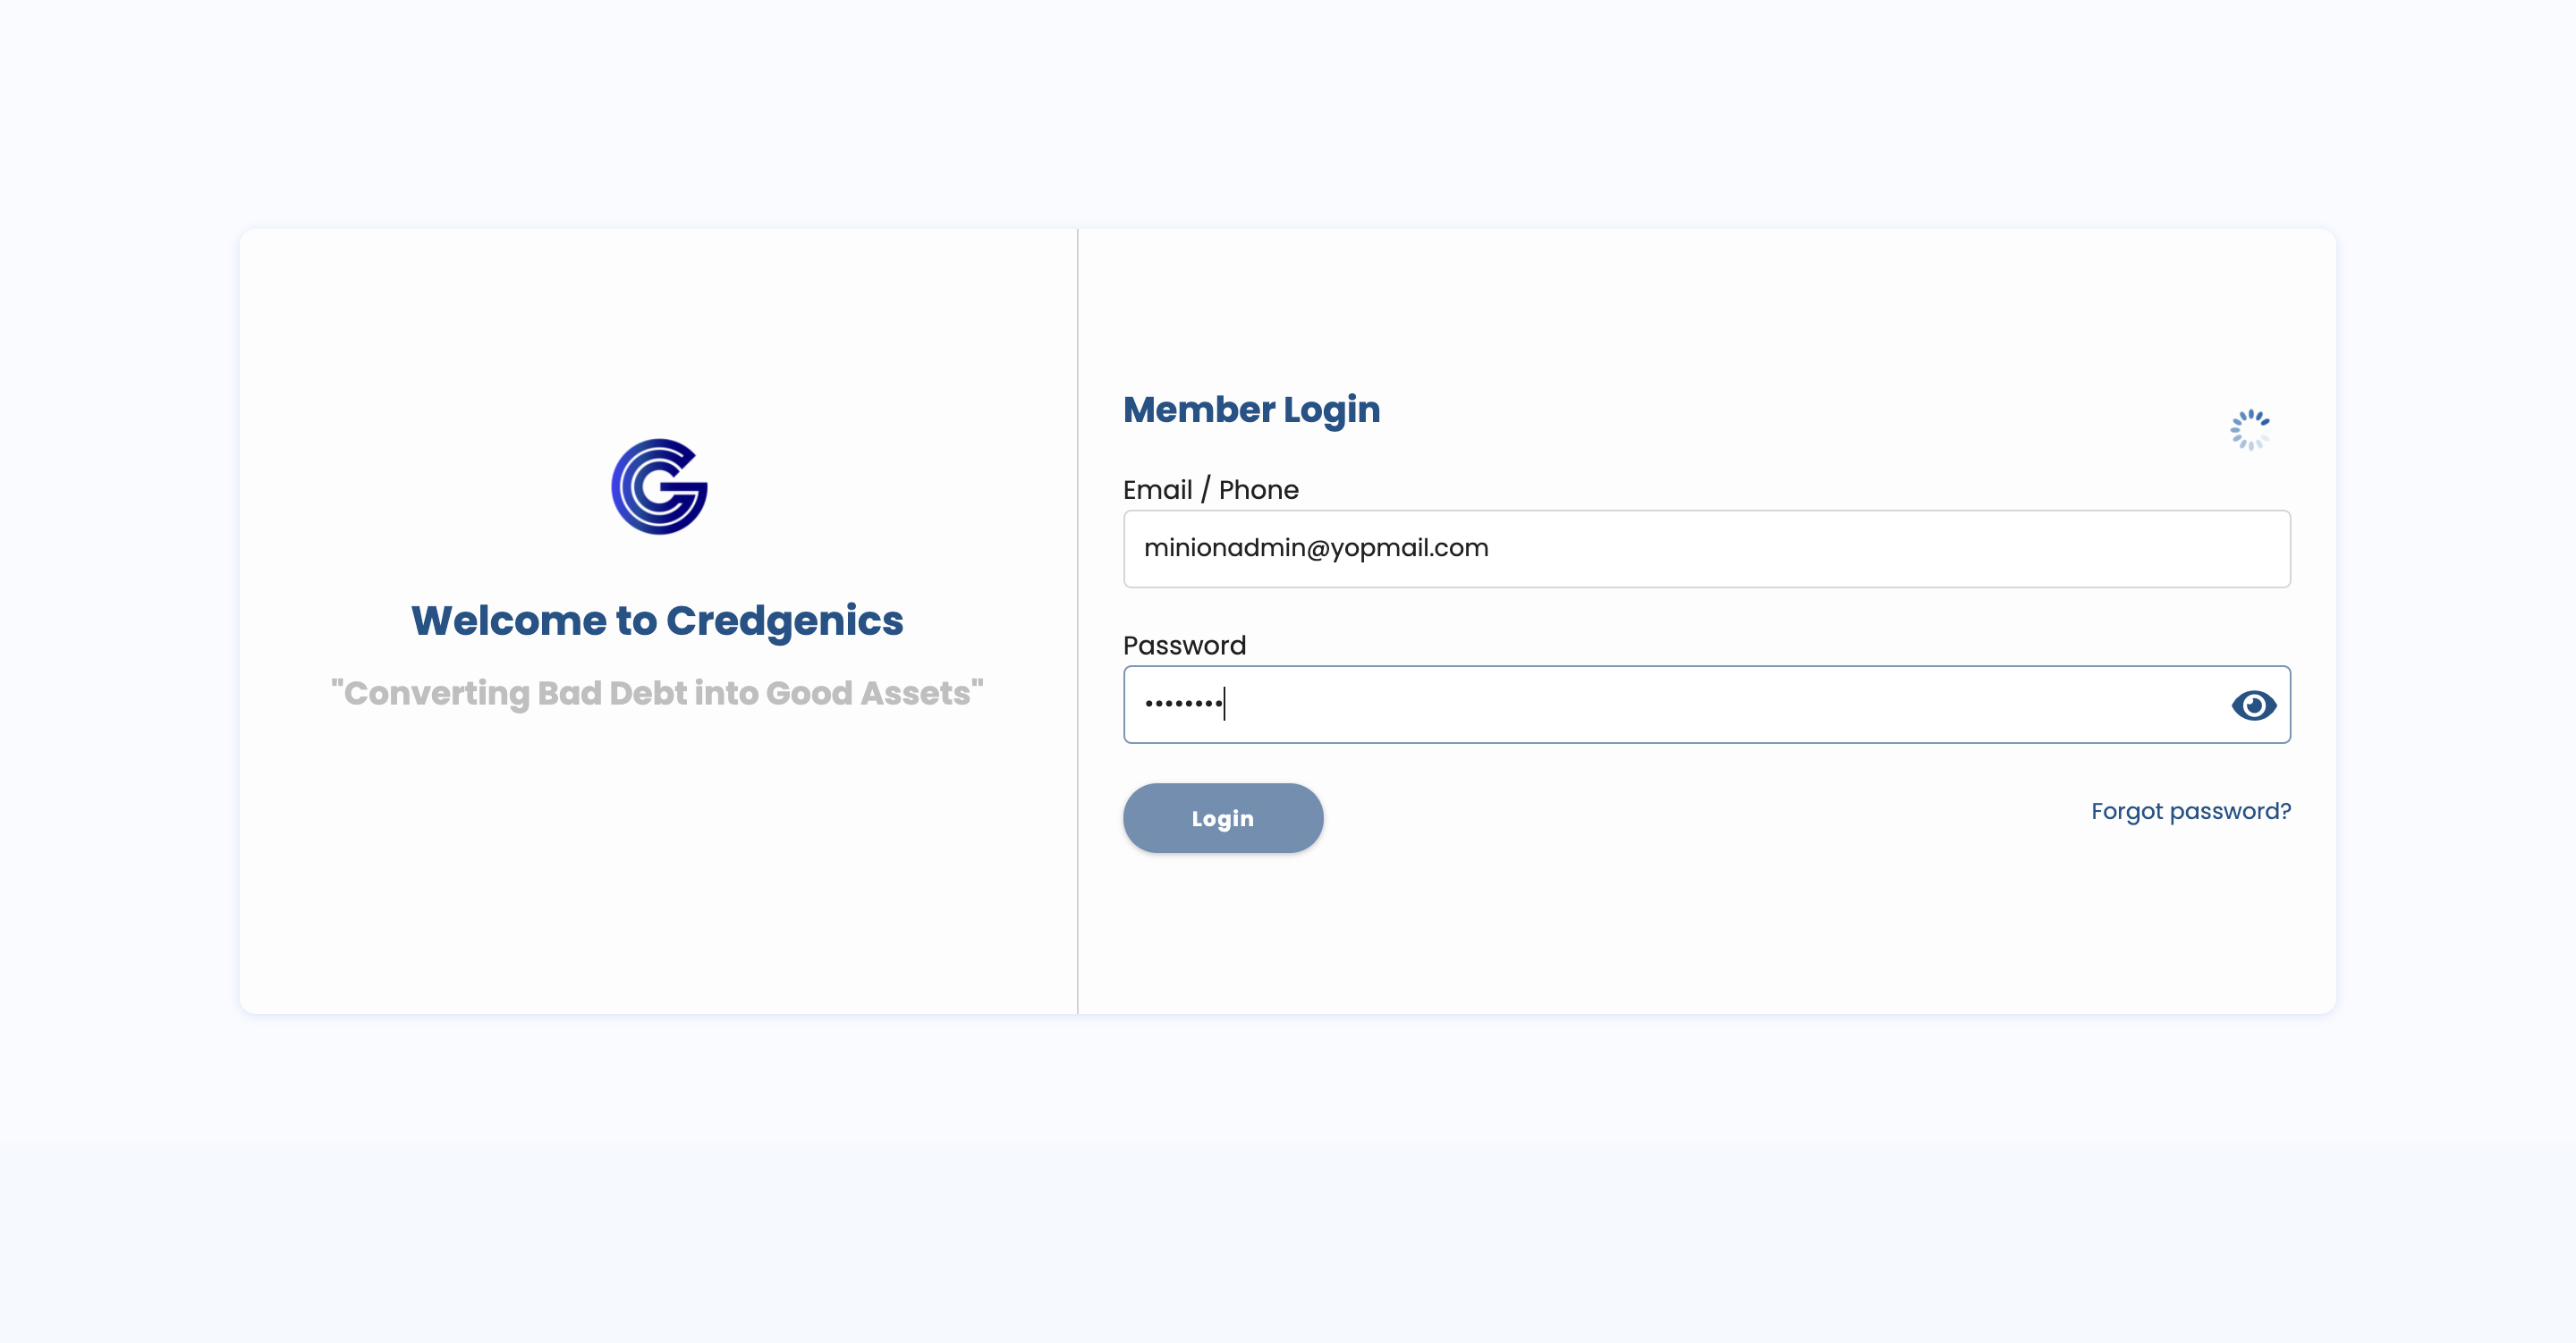 Welcome to Credgenics
"Converting Bad Debt into Good Assets"
Member Login
Email / Phone
minionadmin@yopmail.com
Password
••••••••
Login
Forgot password?